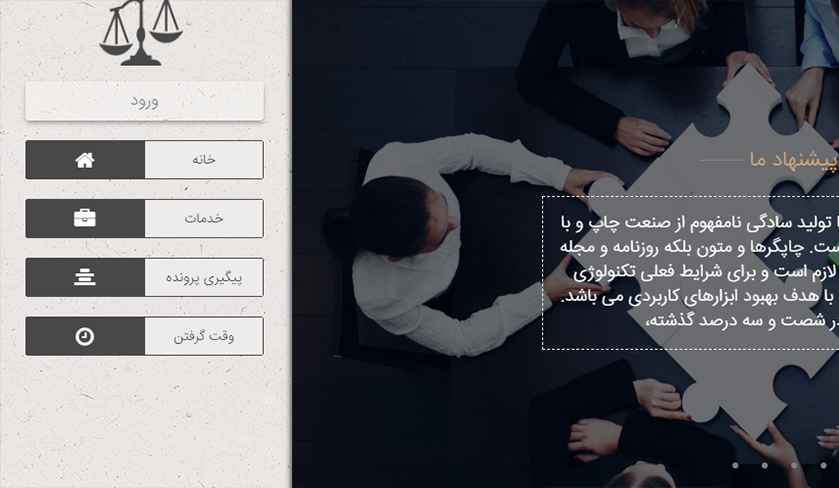 ورود
خانه
خدمات
پیگیری پرونده
وقت گرفتن
پیشنهاد ما
تولید سادگی نامفهوم از صنعت چاپ و با
ست. چاپگرها و متون بلکه روزنامه و مجله
لازم است و برای شرایط فعلی تکنولوژی
با هدف بهبود ابزارهای کاربردی می باشد.
در شصت و سه درصد گذشته،